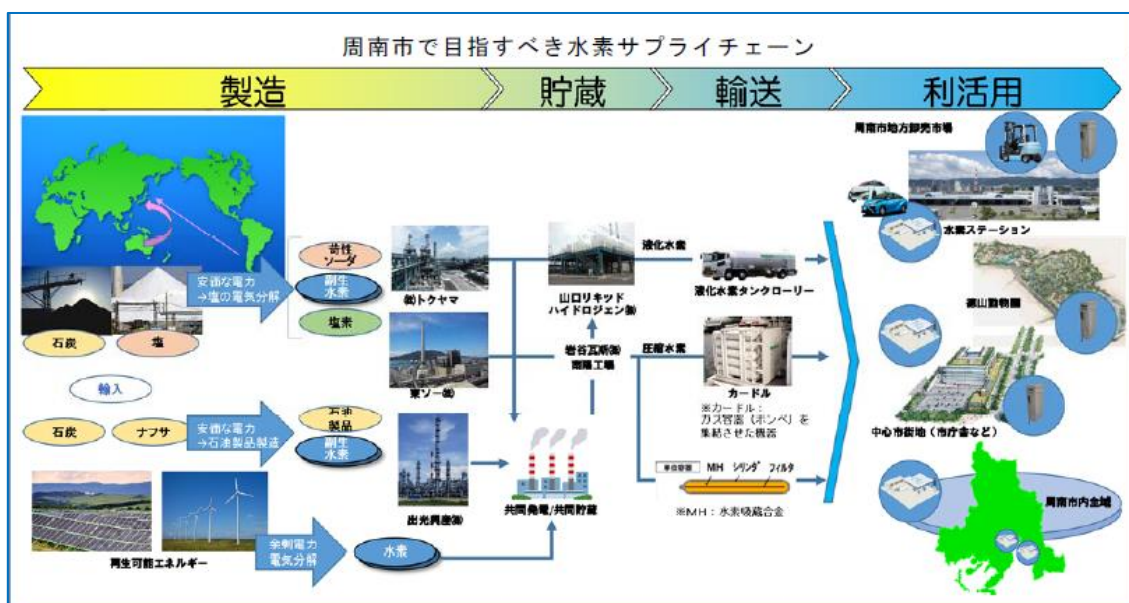 周南市で目指すべき水素サプライチェーン
製造
貯蔵
輸送
利活用
石炭
塩
安価な電力
→塩の電気分解
苛性
ソーダ
副生
水素
塩素
㈱トクヤマ
東ソー㈱
輸入
石炭
ナフサ
安価な電力
→石油製品製造
石油
製品
副生
水素
出光興産㈱
再生可能エネルギー
余剰電力
電気分解
水素
山口リキッド
ハイドロジェン㈱
岩谷瓦斯㈱
南陽工場
共同発電/共同貯蔵
液化水素
液化水素タンクローリー
圧縮水素
カードル
※カードル：
ガス容器（ボンベ）を
集結させた機器
単位容器
MH
シリンダ
フィルタ
※MH：水素吸蔵合金
周南市地方卸売市場
水素ステーション
徳山動物園
中心市街地（市庁舎など）
周南市内全域